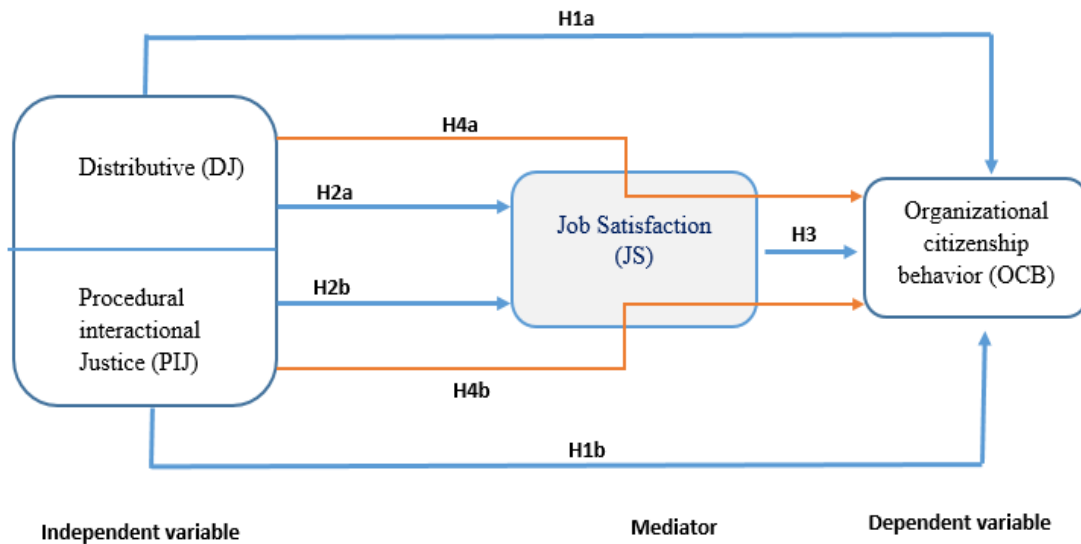 H1a
H4a
Distributive (DJ)
H2a
Job Satisfaction
(JS)
H3
Organizational
citizenship
behavior (OCB)
Procedural
interactional
Justice (PIJ)
H2b
H4b
H1b
Independent variable
Mediator
Dependent variable